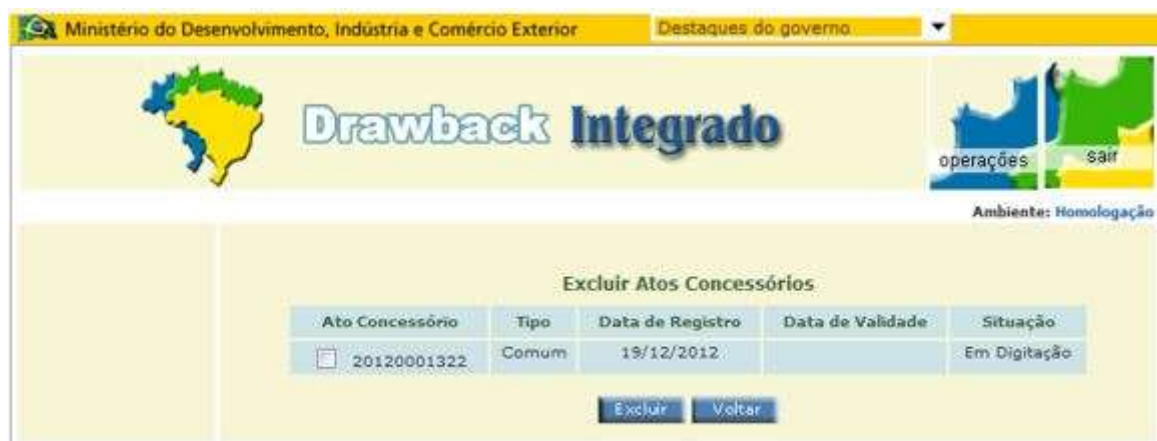 Ministério do Desenvolvimento, Indústria e Comércio Exterior Destaques do governo
Drawback Integrado
operações sair
Ambiente: Homologação
Excluir Atos Concessórios
Ato Concessório Tipo Data de Registro Data de Validade Situação
20120001322 Comum 19/12/2012 Em Digitação
Excluir Voltar